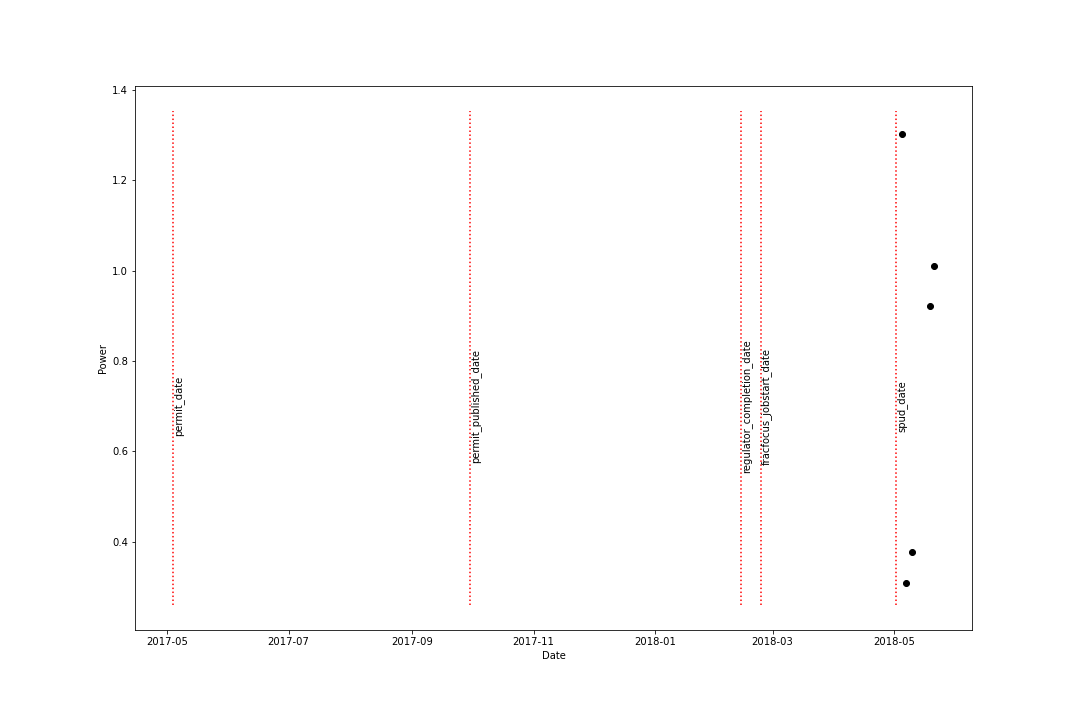 1.4
1.2
1.0
0.8
0.6
0.4
Power
permit_date
permit_published_date
regulator_completion_date
fracfocus_jobstart_date
spud_date
2017-05
2017-07
2017-09
2017-11
2018-01
2018-03
2018-05
Date